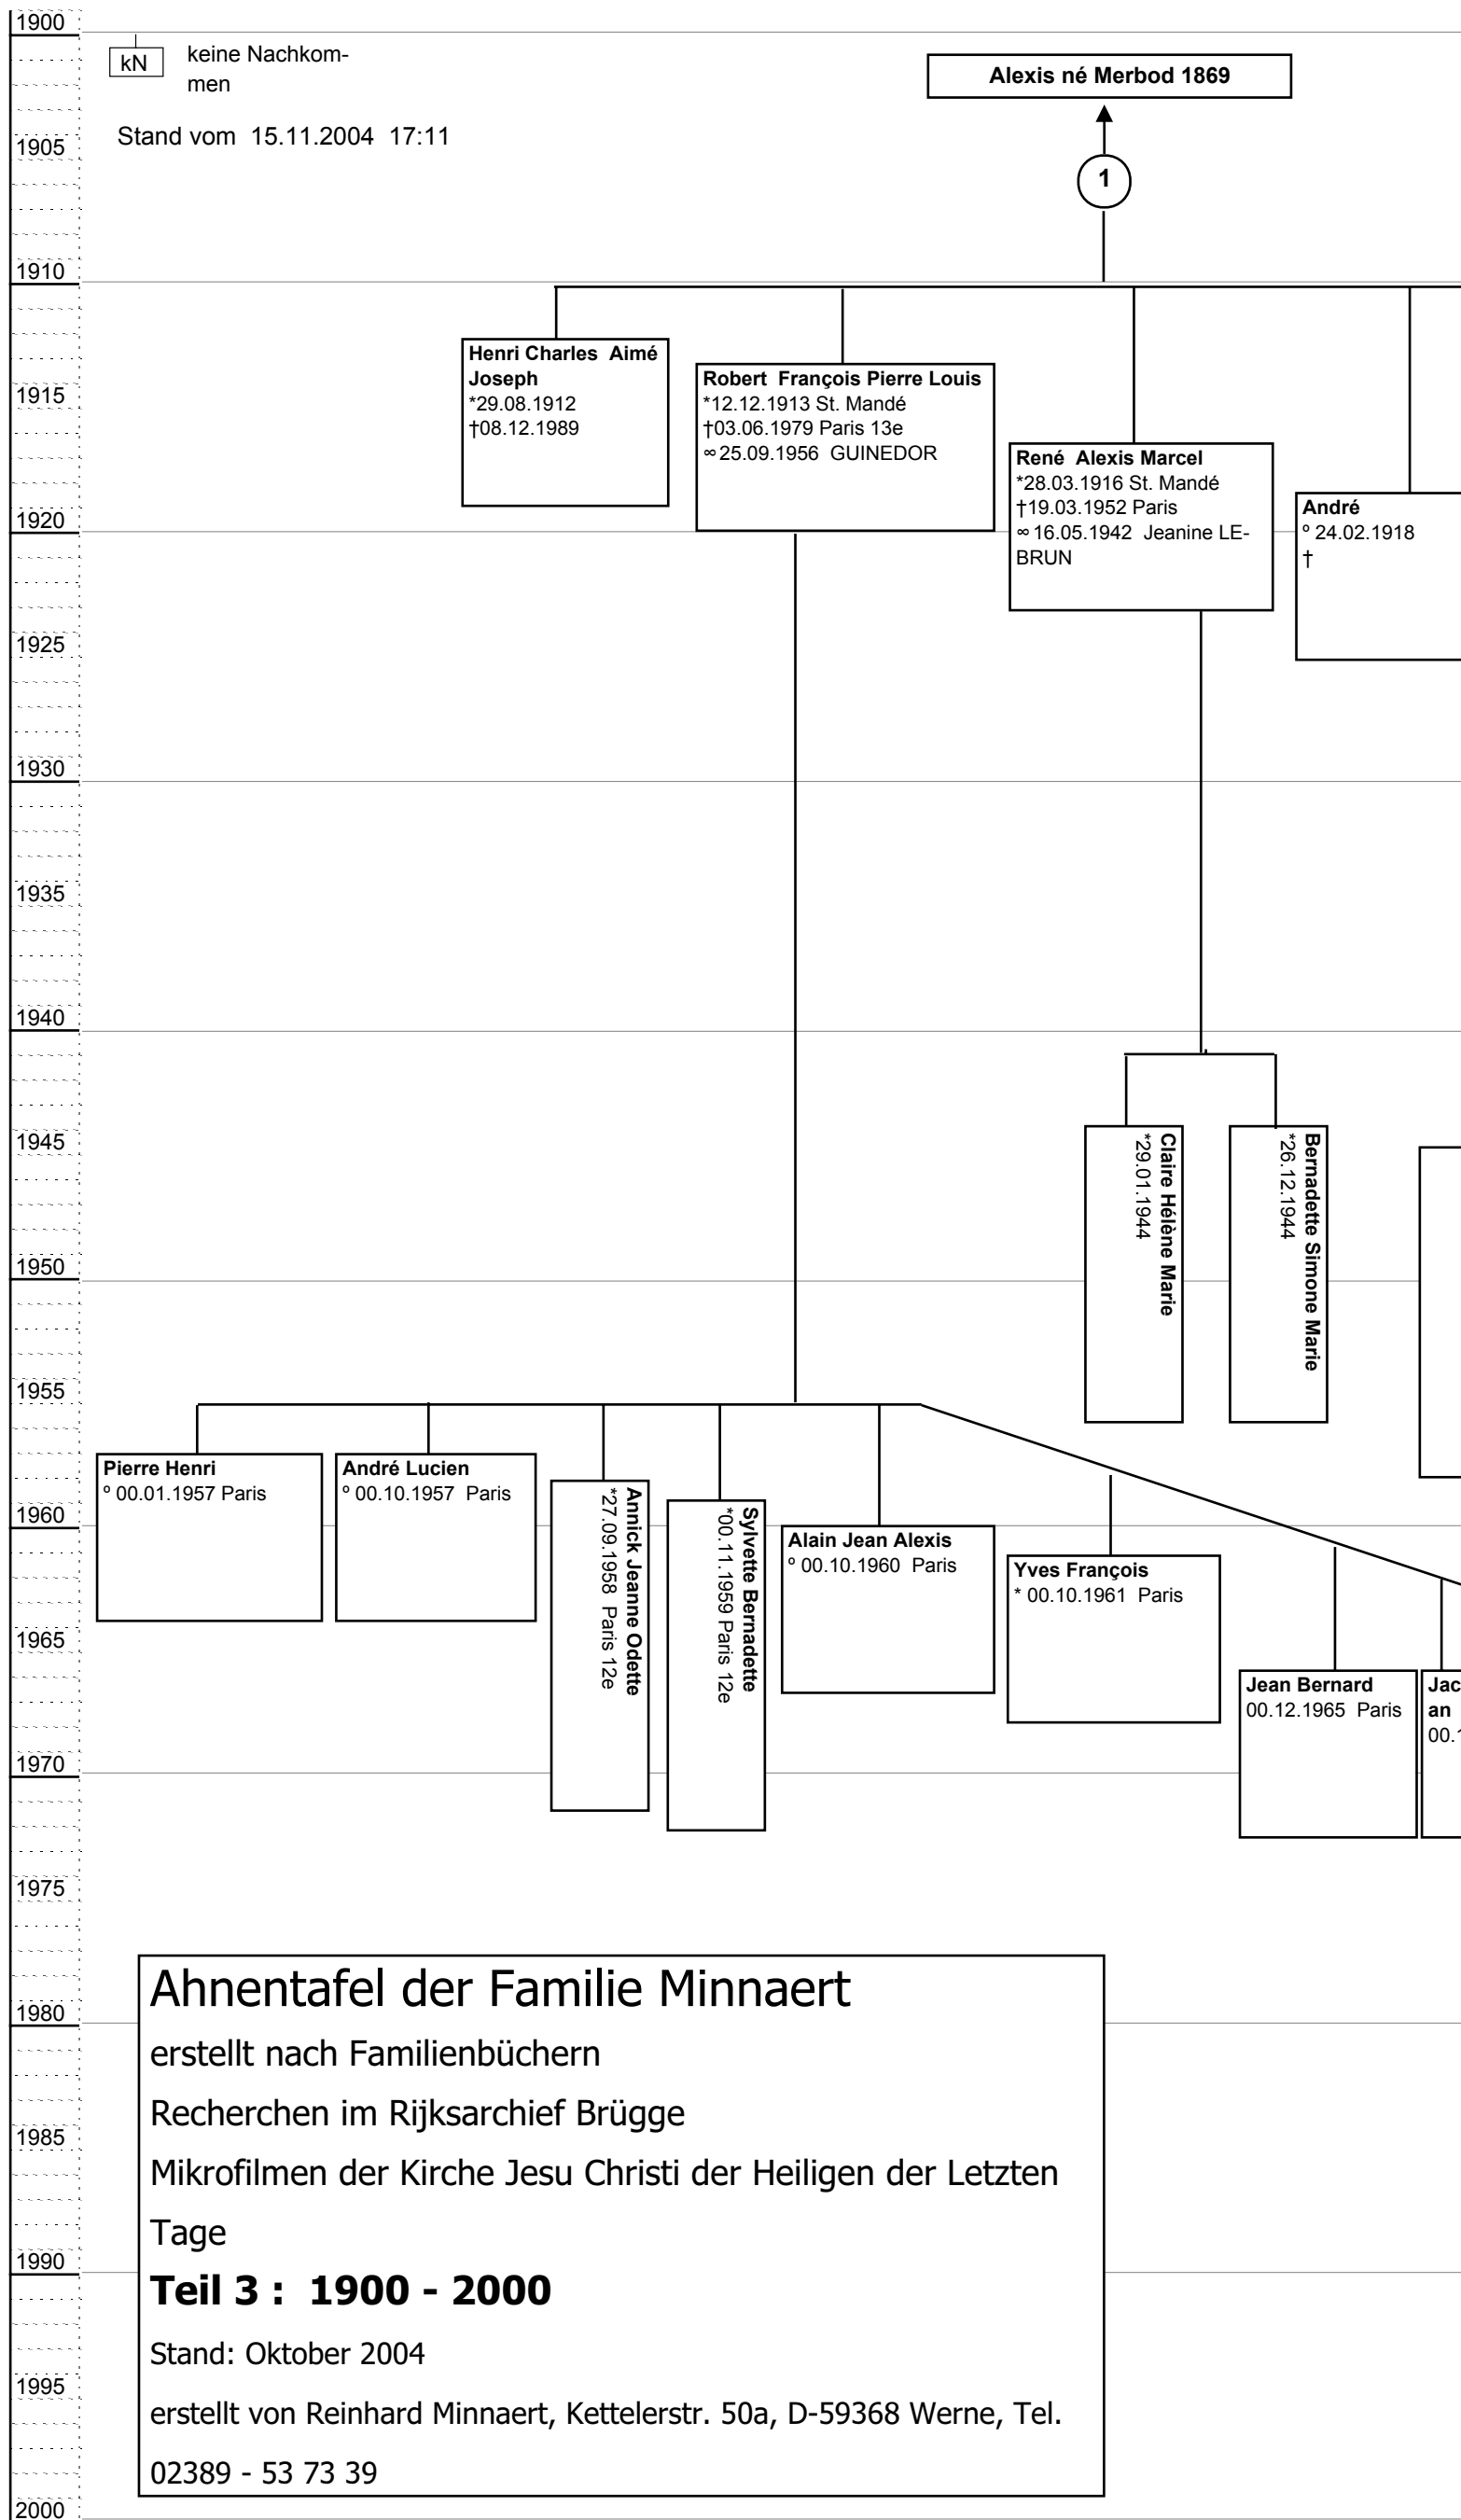 1900
kN
keine Nachkom-
men
Alexis né Merbod 1869
Stand vom  15.11.2004  17:11
1905
1
1910
Henri Charles  Aimé
Joseph
*29.08.1912
†08.12.1989
Robert  François Pierre Louis
*12.12.1913 St. Mandé
†03.06.1979 Paris 13e
∞ 25.09.1956  GUINEDOR
1915
René  Alexis Marcel
*28.03.1916 St. Mandé
†19.03.1952 Paris
∞ 16.05.1942  Jeanine LE-
BRUN
André
º 24.02.1918
†
1920
1925
1930
1935
1940
1945
Claire Hélène Marie
*29.01.1944
Bernadette Simone Marie
*26.12.1944
1950
1955
Pierre Henri
º 00.01.1957 Paris
André Lucien
º 00.10.1957  Paris
Annick Jeanne Odette
*27.09.1958  Paris 12e
Sylvette Bernadette
*00.11.1959 Paris 12e
Alain Jean Alexis
º 00.10.1960  Paris
Yves François
* 00.10.1961  Paris
1960
1965
Jean Bernard
00.12.1965  Paris
Jac
an
00.1
1970
1975
Ahnentafel der Familie Minnaert
erstellt nach Familienbüchern
Recherchen im Rijksarchief Brügge
Mikrofilmen der Kirche Jesu Christi der Heiligen der Letzten
Tage
Teil 3 :  1900 - 2000
Stand: Oktober 2004
erstellt von Reinhard Minnaert, Kettelerstr. 50a, D-59368 Werne, Tel.
02389 - 53 73 39
1980
1985
1990
1995
2000